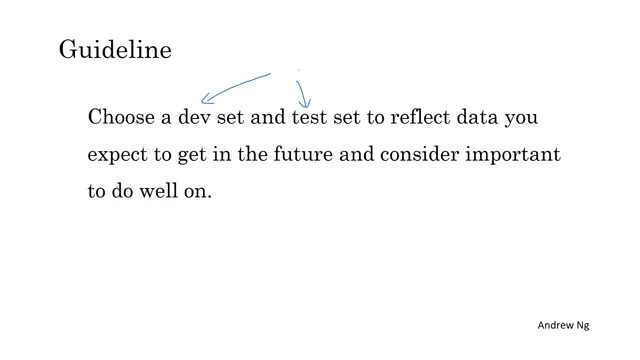 Guideline
Choose a dev set and test set to reflect data you
expect to get in the future and consider important
to do well on.
Andrew Ng